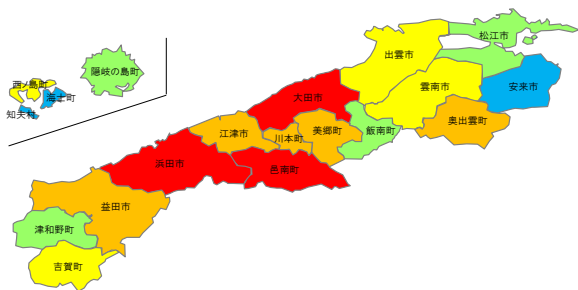 松江市
出雲市
隠岐の島町
西ノ島町
海士町
知夫村
雲南市
安来市
大田市
奥出雲町
飯南町
美郷町
川本町
江津市
邑南町
浜田市
益田市
津和野町
吉賀町